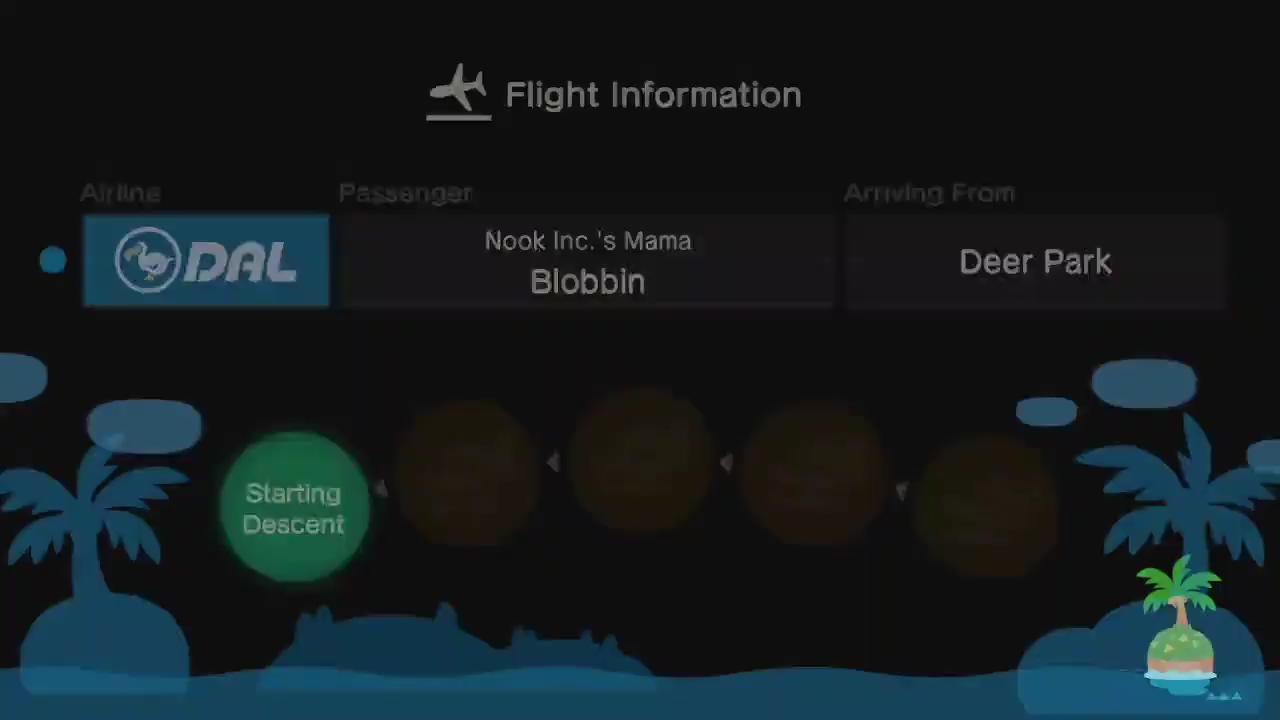 Flight Information
Airline
Passenger
Arriving From
DAL
Nook Inc.'s Mama
Blobbin
Deer Park
Starting
Descent